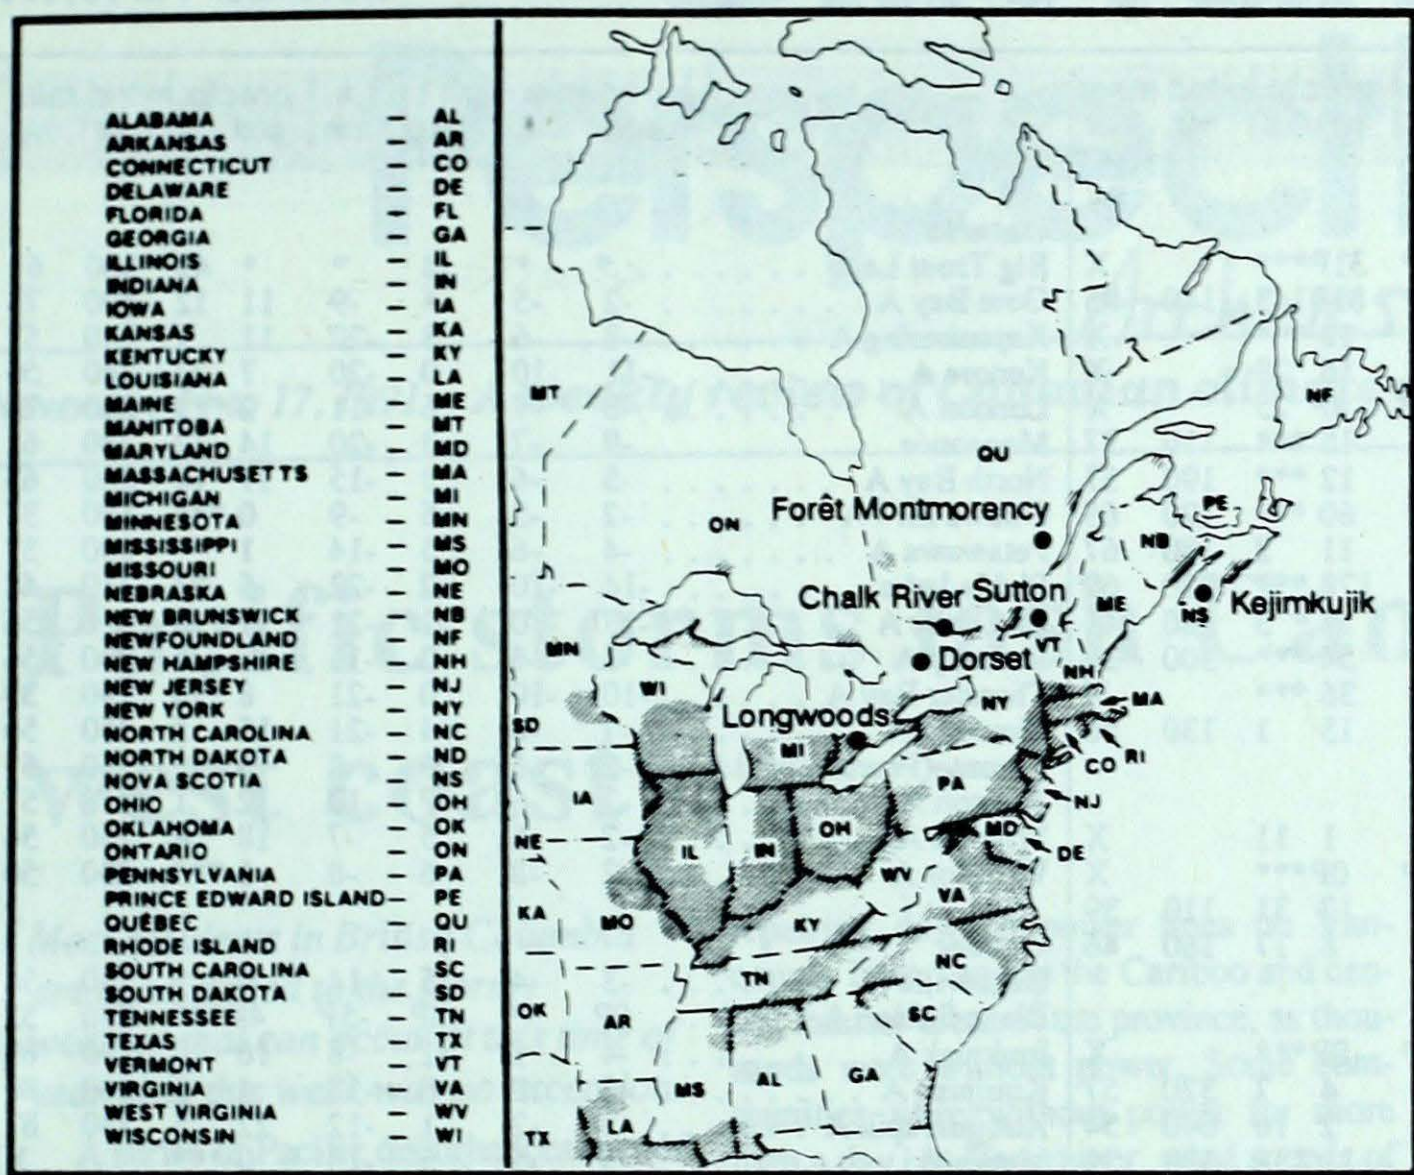 ALABAMA — AL
ARKANSAS — AR
CONNECTICUT — CO
DELAWARE — DE
FLORIDA — FL
GEORGIA — GA
ILLINOIS — IL
INDIANA — IN
IOWA — IA
KANSAS — KA
KENTUCKY — KY
LOUISIANA — LA
MAINE — ME
MANITOBA — MT
MARYLAND — MD
MASSACHUSETTS — MA
MICHIGAN — MI
MINNESOTA — MN
MISSISSIPPI — MS
MISSOURI — MO
NEBRASKA — NE
NEW BRUNSWICK — NB
NEWFOUNDLAND — NF
NEW HAMPSHIRE — NH
NEW JERSEY — NJ
NEW YORK — NY
NORTH CAROLINA — NC
NORTH DAKOTA — ND
NOVA SCOTIA — NS
OHIO — OH
OKLAHOMA — OK
ONTARIO — ON
PENNSYLVANIA — PA
PRINCE EDWARD ISLAND — PE
QUÉBEC — QU
RHODE ISLAND — RI
SOUTH CAROLINA — SC
SOUTH DAKOTA — SD
TENNESSEE — TN
TEXAS — TX
VERMONT — VT
VIRGINIA — VA
WEST VIRGINIA — WV
WISCONSIN — WI
MT
NF
QU
PE
Forêt Montmorency
ON
NB
Chalk River Sutton
ME
NS
Kejimkujik
MN
VT
Dorset
NH
WI
NY
MA
Longwoods
SD
MI
CO
RI
IA
PA
NJ
NE
IL
IN
OH
MD
DE
WV
VA
KA
MO
KY
NC
TN
OK
AR
SC
MS
AL
GA
TX
LA